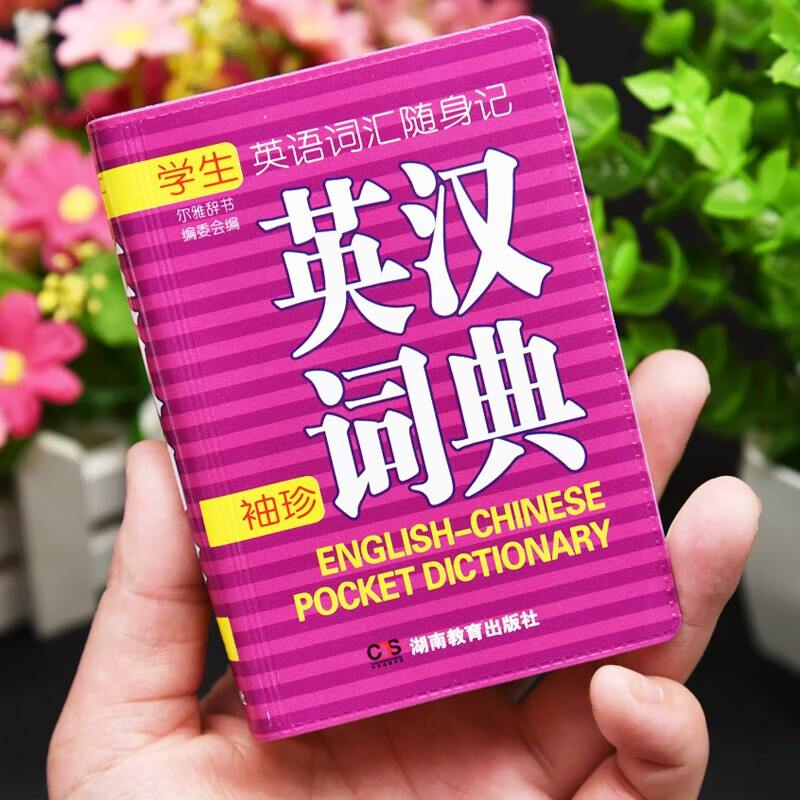 学生 英语词汇随身记
尔雅辞书
编委会编
英汉
词典
袖珍
ENGLISH-CHINESE
POCKET DICTIONARY
CTS 湖南教育出版社